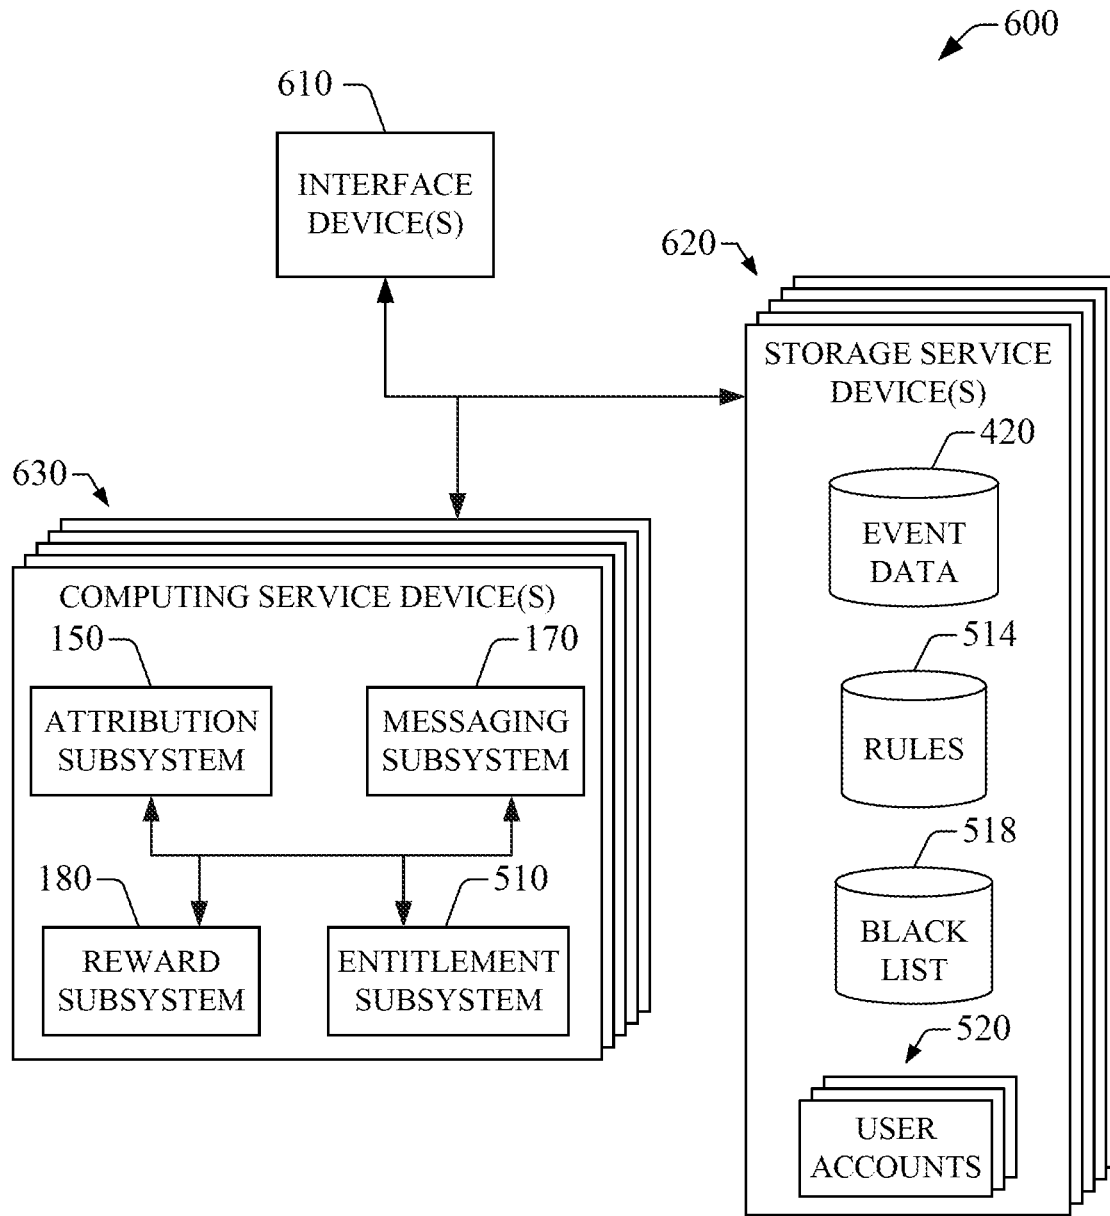 600
610
INTERFACE
DEVICE(S)
620
STORAGE SERVICE
DEVICE(S)
420
EVENT
DATA
514
RULES
518
BLACK
LIST
520
USER
ACCOUNTS
630
COMPUTING SERVICE DEVICE(S)
150
ATTRIBUTION
SUBSYSTEM
170
MESSAGING
SUBSYSTEM
180
REWARD
SUBSYSTEM
510
ENTITLEMENT
SUBSYSTEM